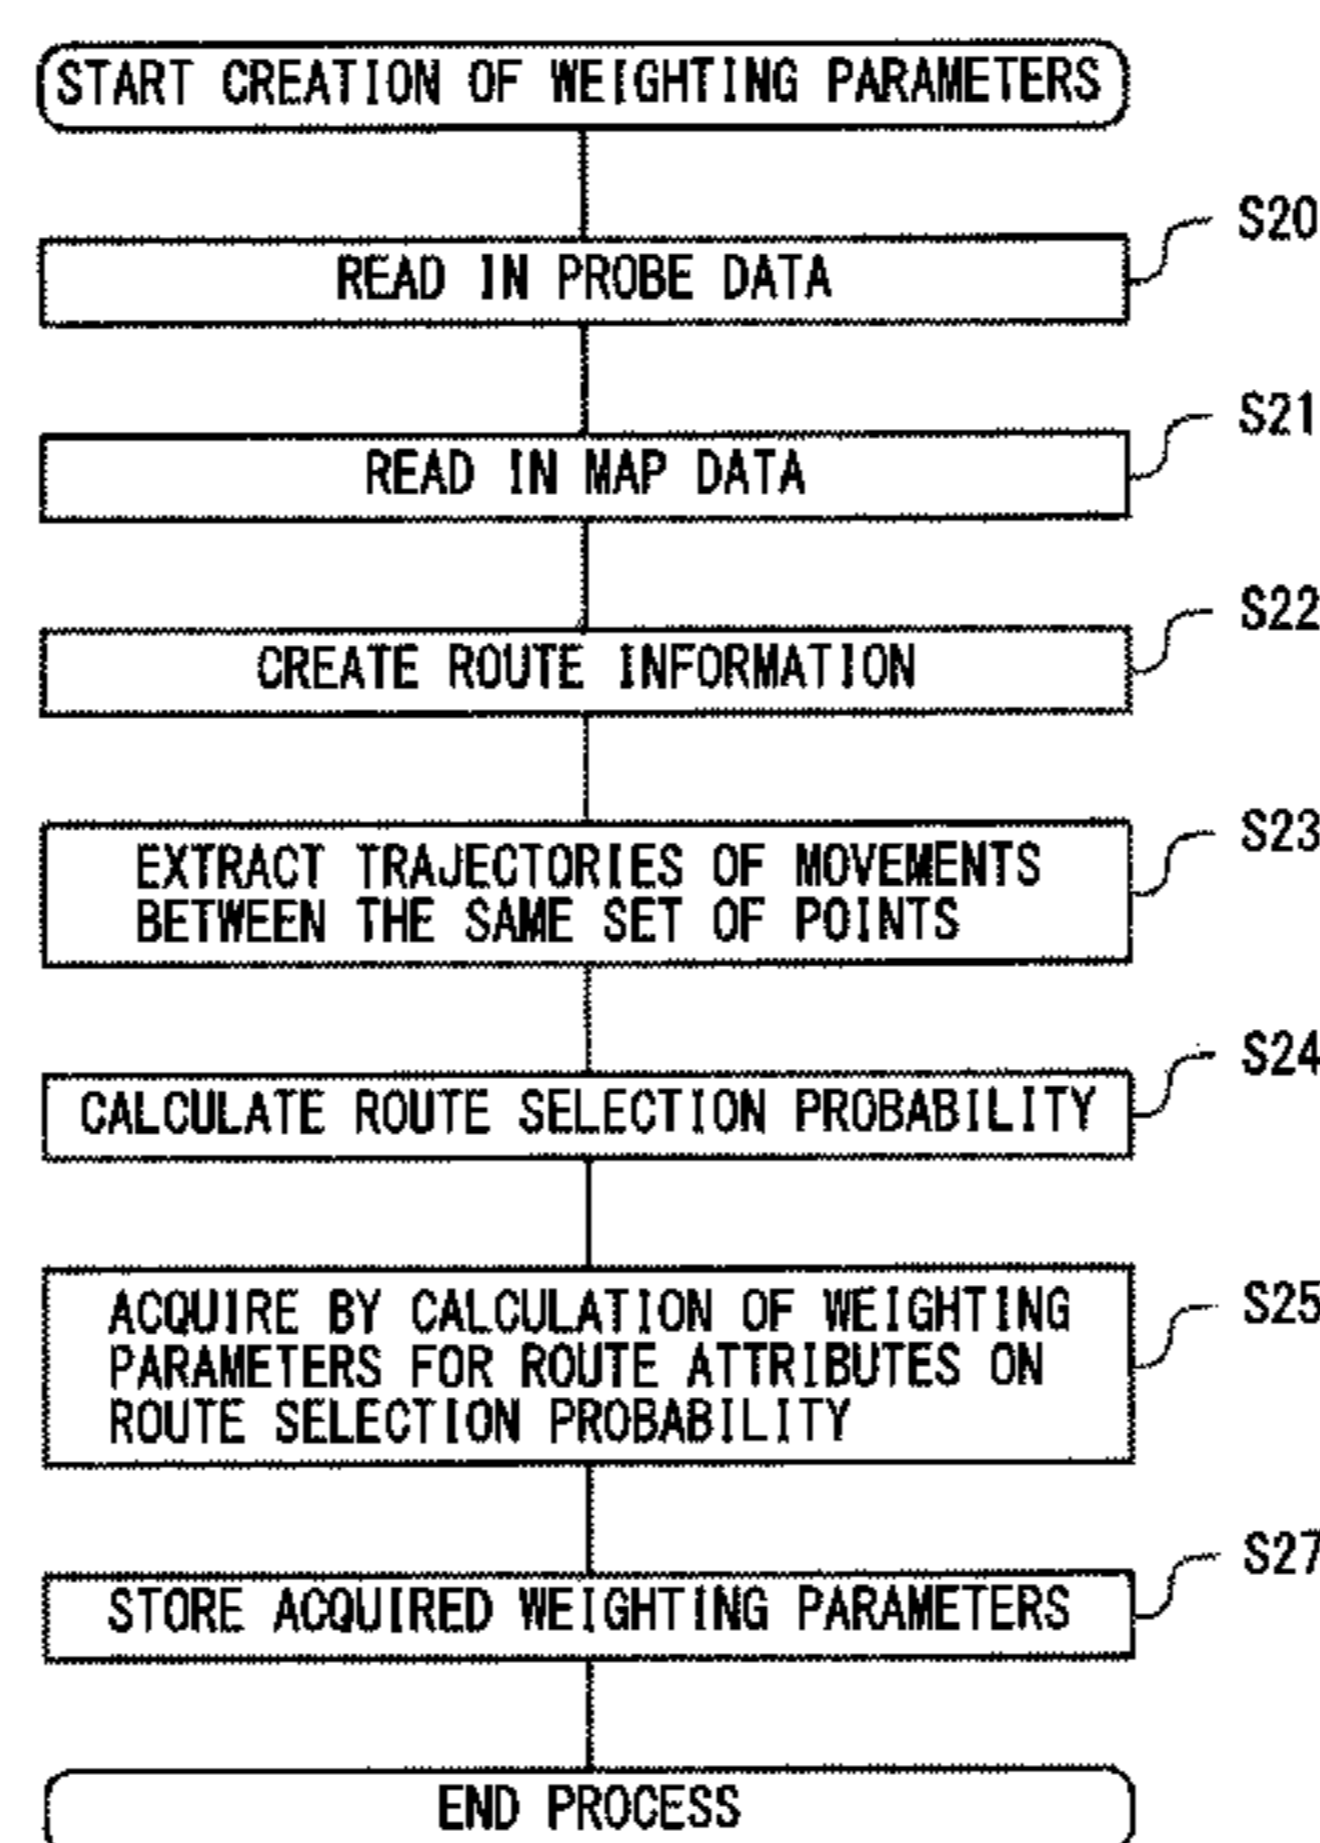 START CREATION OF WEIGHTING PARAMETERS
S20
READ IN PROBE DATA
S21
READ IN MAP DATA
S22
CREATE ROUTE INFORMATION
S23
EXTRACT TRAJECTORIES OF MOVEMENTS
BETWEEN THE SAME SET OF POINTS
S24
CALCULATE ROUTE SELECTION PROBABILITY
S25
ACQUIRE BY CALCULATION OF WEIGHTING
PARAMETERS FOR ROUTE ATTRIBUTES ON
ROUTE SELECTION PROBABILITY
S27
STORE ACQUIRED WEIGHTING PARAMETERS
END PROCESS